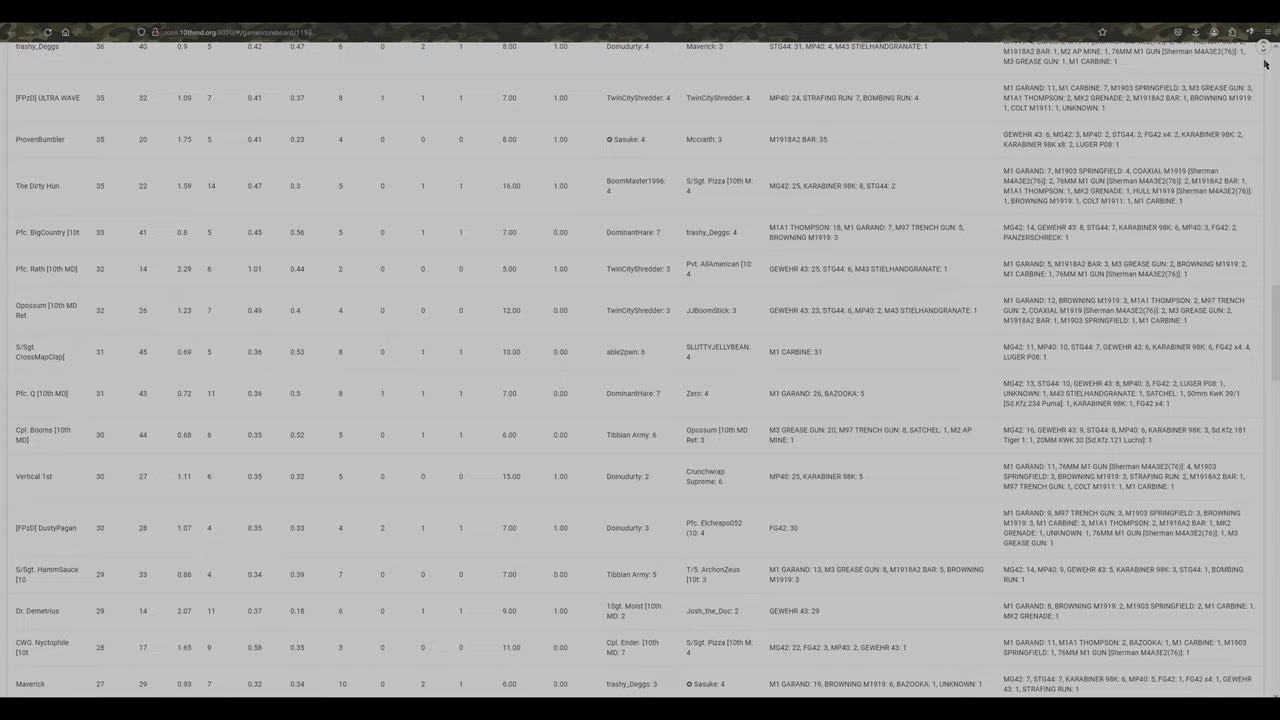 rcon.10thmd.org:8010/#/gamescoreboard/1193
trashy_Deggs 36 40 0.9 5 0.42 0.47 6 0 2 1 8.00 1.00 Doinudurty: 4 Maverick: 3 STG44: 31, MP40: 4, M43 STIELHANDGRANATE: 1
M1918A2 BAR: 1, M2 AP MINE: 1, 76MM M1 GUN [Sherman M4A3E2(76)]: 1,
M3 GREASE GUN: 1, M1 CARBINE: 1
[FPzD] ULTRA WAVE 35 32 1.09 7 0.41 0.37 8 1 1 1 7.00 1.00 TwinCityShredder: 4 TwinCityShredder: 4 MP40: 24, STRAFING RUN: 7, BOMBING RUN: 4
M1 GARAND: 11, M1 CARBINE: 7, M1903 SPRINGFIELD: 3, M3 GREASE GUN: 3,
M1A1 THOMPSON: 2, MK2 GRENADE: 2, M1918A2 BAR: 1, BROWNING M1919:
1, COLT M1911: 1, UNKNOWN: 1
ProvenBumbler 35 20 1.75 5 0.41 0.23 4 0 0 0 8.00 1.00 ✪ Sasuke: 4 Mccraith: 3 M1918A2 BAR: 35
GEWEHR 43: 6, MG42: 3, MP40: 2, STG44: 2, FG42 x4: 2, KARABINER 98K: 2,
KARABINER 98K x8: 2, LUGER P08: 1
The Dirty Hun 35 22 1.59 14 0.47 0.3 5 0 1 1 16.00 1.00
BoomMaster1996:
4
S/Sgt. Pizza [10th M:
4
MG42: 25, KARABINER 98K: 8, STG44: 2
M1 GARAND: 7, M1903 SPRINGFIELD: 4, COAXIAL M1919 [Sherman
M4A3E2(76)]: 2, 76MM M1 GUN [Sherman M4A3E2(76)]: 2, M1918A2 BAR: 1,
M1A1 THOMPSON: 1, MK2 GRENADE: 1, HULL M1919 [Sherman M4A3E2(76)]:
1, BROWNING M1919: 1, COLT M1911: 1, M1 CARBINE: 1
Pfc. BigCountry [10t 33 41 0.8 5 0.45 0.56 5 0 1 1 7.00 0.00 DominantHare: 7 trashy_Deggs: 4
M1A1 THOMPSON: 18, M1 GARAND: 7, M97 TRENCH GUN: 5,
BROWNING M1919: 3
MG42: 14, GEWEHR 43: 8, STG44: 7, KARABINER 98K: 6, MP40: 3, FG42: 2,
PANZERSCHRECK: 1
Pfc. Rath [10th MD] 32 14 2.29 6 1.01 0.44 2 0 0 0 5.00 1.00 TwinCityShredder: 3
Pvt. AllAmerican [10:
4
GEWEHR 43: 25, STG44: 6, M43 STIELHANDGRANATE: 1
M1 GARAND: 5, M1918A2 BAR: 3, M3 GREASE GUN: 2, BROWNING M1919: 2,
M1 CARBINE: 1, 76MM M1 GUN [Sherman M4A3E2(76)]: 1
Opossum [10th MD
Ret
32 26 1.23 7 0.49 0.4 4 0 0 0 12.00 0.00 TwinCityShredder: 3 JJBoomStick: 3 GEWEHR 43: 23, STG44: 6, MP40: 2, M43 STIELHANDGRANATE: 1
M1 GARAND: 12, BROWNING M1919: 3, M1A1 THOMPSON: 2, M97 TRENCH
GUN: 2, COAXIAL M1919 [Sherman M4A3E2(76)]: 2, M3 GREASE GUN: 2,
M1918A2 BAR: 1, M1903 SPRINGFIELD: 1, M1 CARBINE: 1
S/Sgt.
CrossMapClap[
31 45 0.69 5 0.36 0.53 8 0 1 1 10.00 0.00 able2pwn: 6
SLUTTYJELLYBEAN:
4
M1 CARBINE: 31
MG42: 11, MP40: 10, STG44: 7, GEWEHR 43: 6, KARABINER 98K: 6, FG42 x4: 4,
LUGER P08: 1
Pfc. Q [10th MD] 31 43 0.72 11 0.36 0.5 8 1 1 1 7.00 0.00 DominantHare: 7 Zero: 4 M1 GARAND: 26, BAZOOKA: 5
MG42: 13, STG44: 10, GEWEHR 43: 8, MP40: 3, FG42: 2, LUGER P08: 1,
UNKNOWN: 1, M43 STIELHANDGRANATE: 1, SATCHEL: 1, 50mm KwK 39/1
[Sd.Kfz.234 Puma]: 1, KARABINER 98K: 1, FG42 x4: 1
Cpl. Booms [10th
MD]
30 44 0.68 6 0.35 0.52 5 0 1 1 6.00 0.00 Tibbian Army: 6
Opossum [10th MD
Ret: 3
M3 GREASE GUN: 20, M97 TRENCH GUN: 8, SATCHEL: 1, M2 AP
MINE: 1
MG42: 16, GEWEHR 43: 9, STG44: 8, MP40: 6, KARABINER 98K: 3, Sd.Kfz.181
Tiger 1: 1, 20MM KWK 30 [Sd.Kfz.121 Luchs]: 1
Vertical 1st 30 27 1.11 6 0.35 0.32 5 0 0 0 15.00 1.00 Doinudurty: 2
Crunchwrap
Supreme: 6
MP40: 25, KARABINER 98K: 5
M1 GARAND: 11, 76MM M1 GUN [Sherman M4A3E2(76)]: 4, M1903
SPRINGFIELD: 3, BROWNING M1919: 3, STRAFING RUN: 2, M1918A2 BAR: 1,
M97 TRENCH GUN: 1, COLT M1911: 1, M1 CARBINE: 1
[FPzD] DustyPagan 30 28 1.07 4 0.35 0.33 4 2 1 1 7.00 1.00 Doinudurty: 3
Pfc. Elcheapo052
(10: 4
FG42: 30
M1 GARAND: 9, M97 TRENCH GUN: 3, M1903 SPRINGFIELD: 3, BROWNING
M1919: 3, M1 CARBINE: 3, M1A1 THOMPSON: 2, M1918A2 BAR: 1, MK2
GRENADE: 1, UNKNOWN: 1, 76MM M1 GUN [Sherman M4A3E2(76)]: 1, M3
GREASE GUN: 1
S/Sgt. HammSauce
[10
29 33 0.88 4 0.34 0.39 7 0 0 0 7.00 1.00 Tibbian Army: 5
T/5. ArchonZeus
[10t: 3
M1 GARAND: 13, M3 GREASE GUN: 8, M1918A2 BAR: 5, BROWNING
M1919: 3
MG42: 14, MP40: 9, GEWEHR 43: 5, KARABINER 98K: 3, STG44: 1, BOMBING
RUN: 1
Dr. Demetrius 29 14 2.07 11 0.37 0.18 6 0 1 1 9.00 1.00
1Sgt. Moist [10th
MD: 2
Josh_the_Doc: 2 GEWEHR 43: 29
M1 GARAND: 8, BROWNING M1919: 2, M1903 SPRINGFIELD: 2, M1 CARBINE: 1,
MK2 GRENADE: 1
CWO. Nyctophile
[10t
28 17 1.65 9 0.58 0.35 3 0 0 0 11.00 1.00
Cpl. Ender. [10th
MD: 7
S/Sgt. Pizza [10th M:
4
MG42: 22, FG42: 3, MP40: 2, GEWEHR 43: 1
M1 GARAND: 11, M1A1 THOMPSON: 2, BAZOOKA: 1, M1 CARBINE: 1, M1903
SPRINGFIELD: 1, 76MM M1 GUN [Sherman M4A3E2(76)]: 1
Maverick 27 29 0.93 7 0.32 0.34 10 0 2 1 6.00 1.00 trashy_Deggs: 3 ✪ Sasuke: 4 M1 GARAND: 19, BROWNING M1919: 6, BAZOOKA: 1, UNKNOWN: 1
MG42: 7, STG44: 7, KARABINER 98K: 6, MP40: 5, FG42: 1, FG42 x4: 1, GEWEHR
43: 1, STRAFING RUN: 1